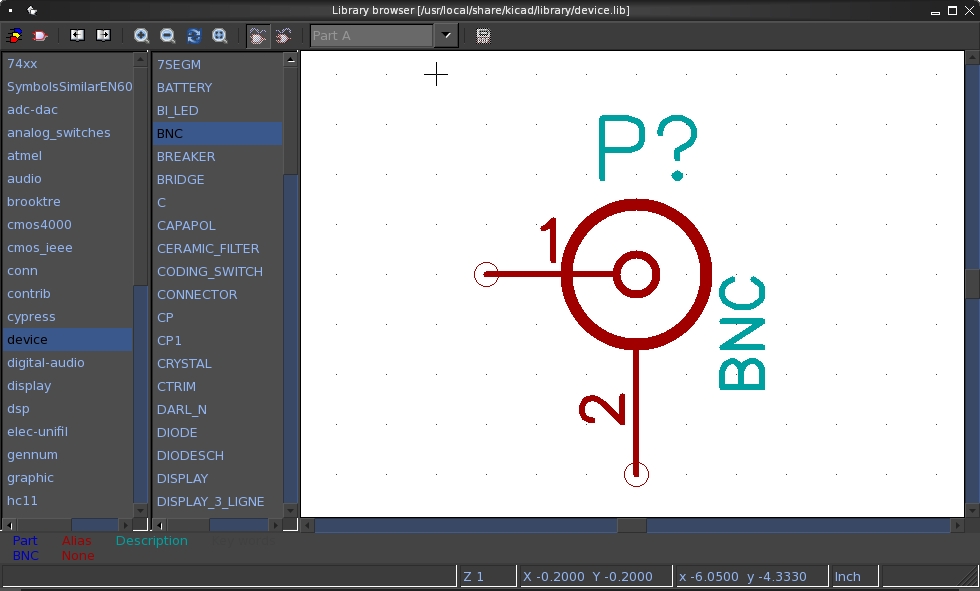 Library browser [/usr/local/share/kicad/library/device.lib]
Part A
74xx
SymbolsSimilarEN60
adc-dac
analog_switches
atmel
audio
brooktre
cmos4000
cmos_ieee
conn
contrib
cypress
device
digital-audio
display
dsp
elec-unifil
gennum
graphic
hc11
7SEGM
BATTERY
BI_LED
BNC
BREAKER
BRIDGE
C
CAPAPOL
CERAMIC_FILTER
CODING_SWITCH
CONNECTOR
CP
CP1
CRYSTAL
CTRIM
DARL_N
DIODE
DIODESCH
DISPLAY
DISPLAY_3_LIGNE
P?
1
BNC
2
Part Alias Description
BNC None
Z 1 X -0.2000 Y -0.2000 x -6.0500 y -4.3330 Inch